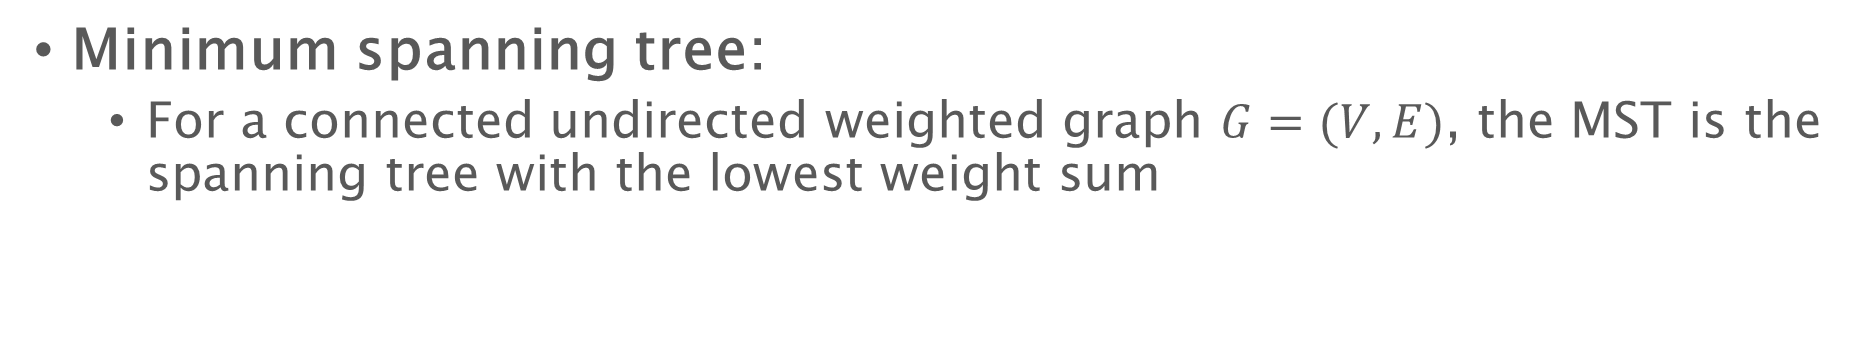 • Minimum spanning tree:
• For a connected undirected weighted graph G = (V, E), the MST is the
spanning tree with the lowest weight sum